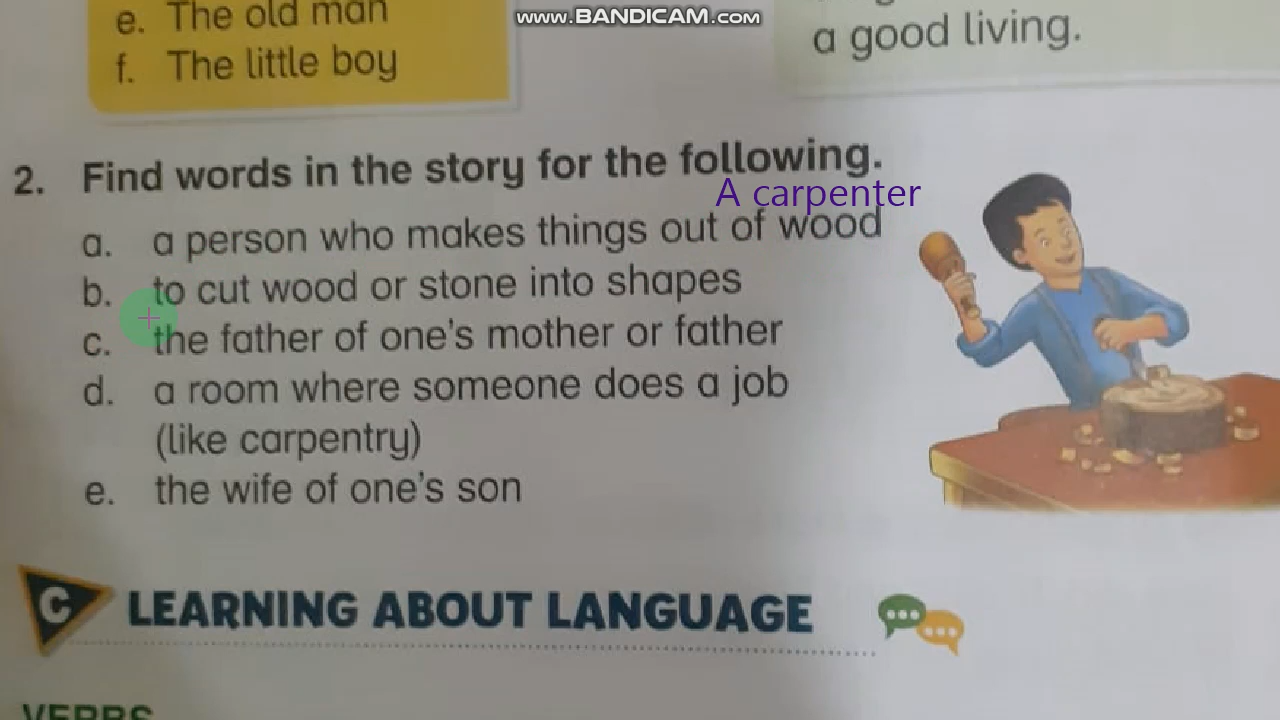 www.BANDICAM.com
e. The old man
f. The little boy
a good living.
2. Find words in the story for the following.
A carpenter
a. a person who makes things out of wood
b. to cut wood or stone into shapes
c. the father of one's mother or father
d. a room where someone does a job
(like carpentry)
e. the wife of one's son
C LEARNING ABOUT LANGUAGE
VERBS